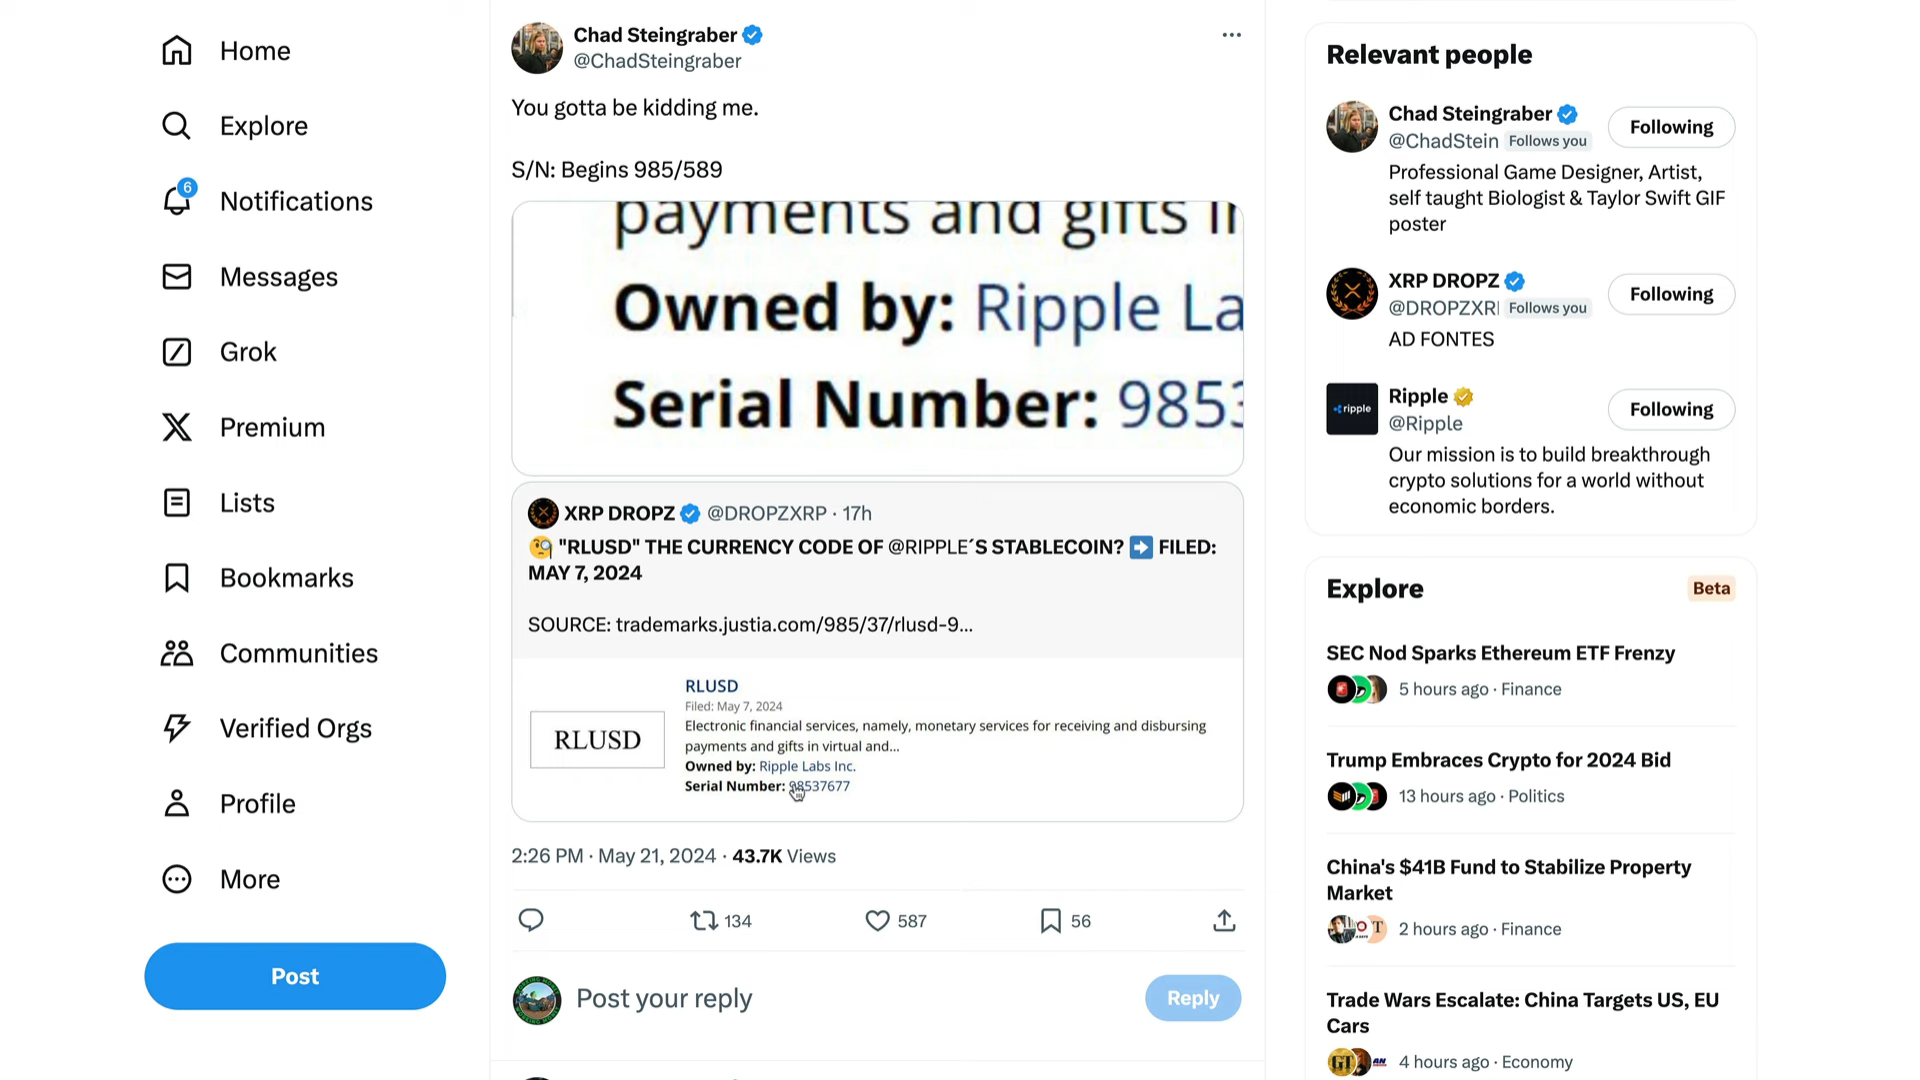 Home
Explore
6
Notifications
Messages
Grok
Premium
Lists
Bookmarks
Communities
Verified Orgs
Profile
More
Post
Chad Steingraber
@ChadSteingraber
You gotta be kidding me.
S/N: Begins 985/589
payments and gifts in
Owned by: Ripple La
Serial Number: 9853
XRP DROPZ @DROPZXRP · 17h
"RLUSD" THE CURRENCY CODE OF @RIPPLE´S STABLECOIN? FILED:
MAY 7, 2024
SOURCE: trademarks.justia.com/985/37/rlusd-9...
RLUSD
RLUSD
Filed: May 7, 2024
Electronic financial services, namely, monetary services for receiving and disbursing
payments and gifts in virtual and...
Owned by: Ripple Labs Inc.
Serial Number: 98537677
2:26 PM · May 21, 2024 · 43.7K Views
134
587
56
Post your reply
Reply
Relevant people
Chad Steingraber
@ChadStein Follows you
Following
Professional Game Designer, Artist,
self taught Biologist & Taylor Swift GIF
poster
XRP DROPZ
@DROPZXRI Follows you
Following
AD FONTES
ripple
Ripple
@Ripple
Following
Our mission is to build breakthrough
crypto solutions for a world without
economic borders.
Explore
Beta
SEC Nod Sparks Ethereum ETF Frenzy
5 hours ago · Finance
Trump Embraces Crypto for 2024 Bid
13 hours ago · Politics
China's $41B Fund to Stabilize Property
Market
2 hours ago · Finance
Trade Wars Escalate: China Targets US, EU
Cars
4 hours ago · Economy